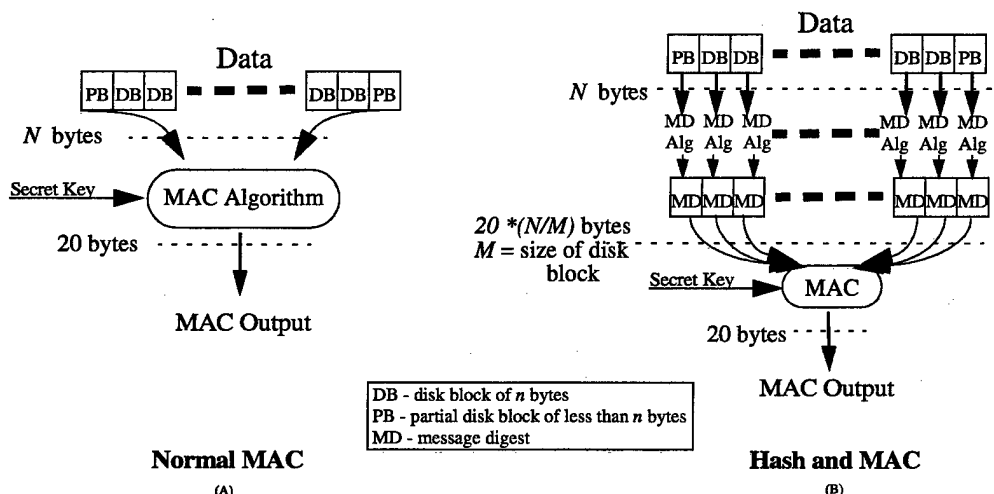 Data
PB DB DB DB DB PB
N bytes
Secret Key
MAC Algorithm
20 bytes
MAC Output
Normal MAC
(A)
Data
PB DB DB DB DB PB
N bytes
MD MD MD MD MD MD
Alg Alg Alg Alg Alg Alg
MD MD MD MD MD MD
20 *(N/M) bytes
M = size of disk
block
Secret Key
MAC
20 bytes
MAC Output
DB - disk block of n bytes
PB - partial disk block of less than n bytes
MD - message digest
Hash and MAC
(B)